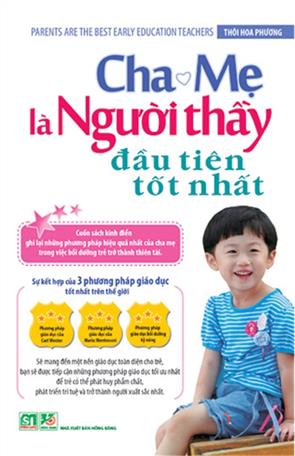 PARENTS ARE THE BEST EARLY EDUCATION TEACHERS
THÔI HOA PHƯƠNG
Cha Mẹ
là Người thầy
đầu tiên
tốt nhất
Cuốn sách kinh điển
ghi lại những phương pháp hiệu quả nhất của cha mẹ
trong việc bồi dưỡng trẻ trở thành thiên tài.
Sự kết hợp của 3 phương pháp giáo dục
tốt nhất trên thế giới
Phương pháp
giáo dục của
Carl Weter
Phương pháp
giáo dục của
Maria Montessori
Phương pháp
giáo dục bồi dưỡng
kỹ năng
Sẽ mang đến một nền giáo dục toàn diện cho trẻ,
bạn sẽ được tiếp cận những phương pháp giáo dục tối ưu nhất
để trẻ có thể phát huy phẩm chất,
phát triển trí tuệ và trở thành người xuất sắc nhất.
NHÀ XUẤT BẢN HỒNG BÀNG